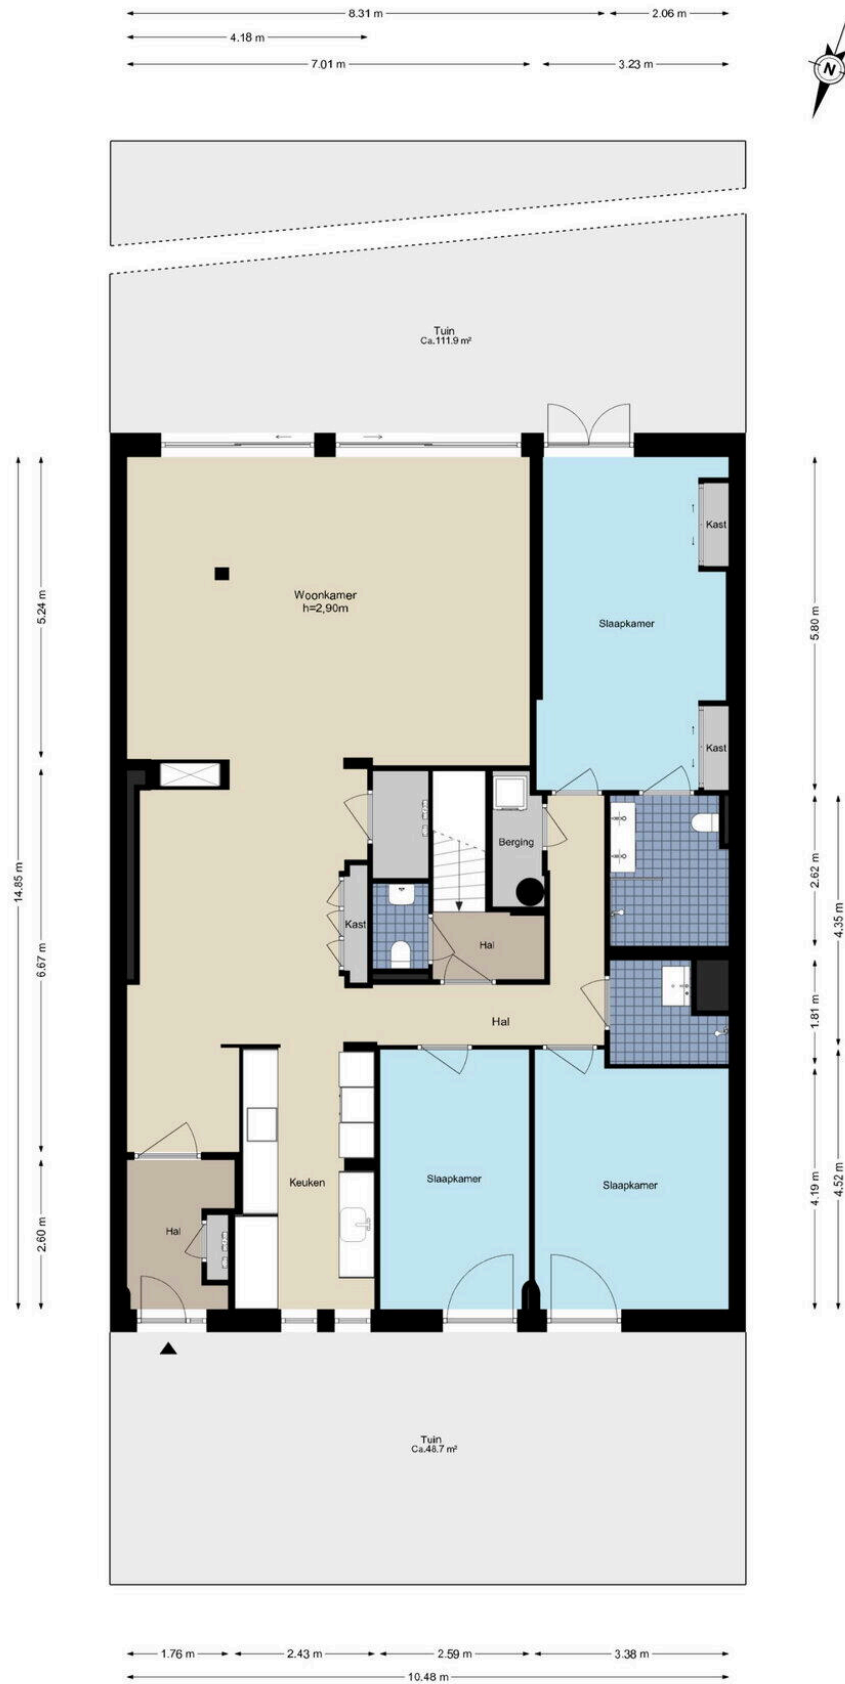 8.31 m
2.06 m
4.18 m
7.01 m
3.23 m
N
Tuin
Ca.111.9 m²
Kast
Woonkamer
h=2,90m
Slaapkamer
5.24 m
5.80 m
Kast
Berging
2.62 m
14.85 m
Kast
4.35 m
Hal
6.67 m
Hal
1.81 m
Keuken
Slaapkamer
Slaapkamer
4.19 m
4.52 m
Hal
2.60 m
Tuin
Ca.48.7 m²
1.76 m
2.43 m
2.59 m
3.38 m
10.48 m